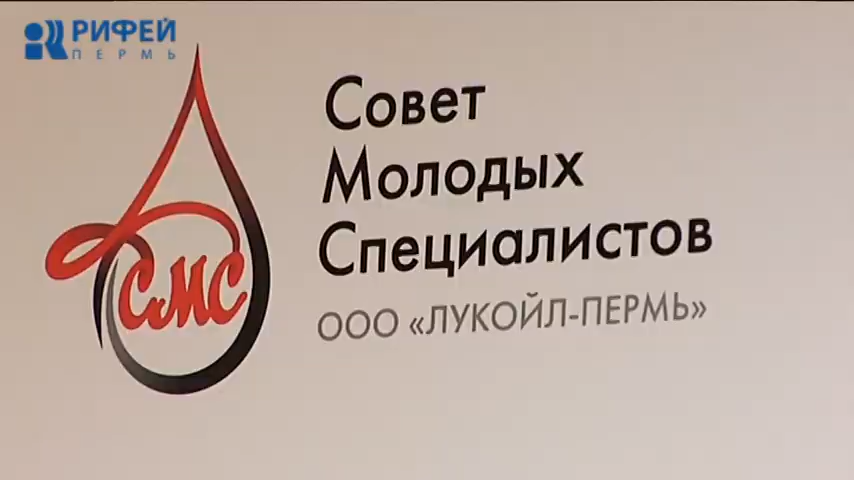 РИФЕЙ
ПЕРМЬ
Совет
Молодых
Специалистов
ООО «ЛУКОЙЛ-ПЕРМЬ»
СМС